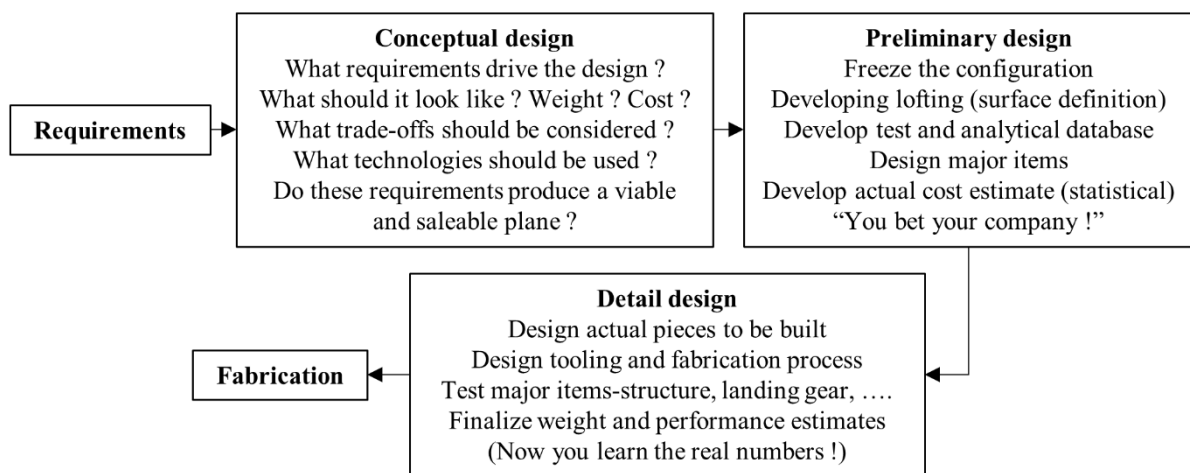 Requirements
Conceptual design
What requirements drive the design ?
What should it look like ? Weight ? Cost ?
What trade-offs should be considered ?
What technologies should be used ?
Do these requirements produce a viable
and saleable plane ?
Preliminary design
Freeze the configuration
Developing lofting (surface definition)
Develop test and analytical database
Design major items
Develop actual cost estimate (statistical)
“You bet your company !”
Detail design
Design actual pieces to be built
Design tooling and fabrication process
Test major items-structure, landing gear, ….
Finalize weight and performance estimates
(Now you learn the real numbers !)
Fabrication